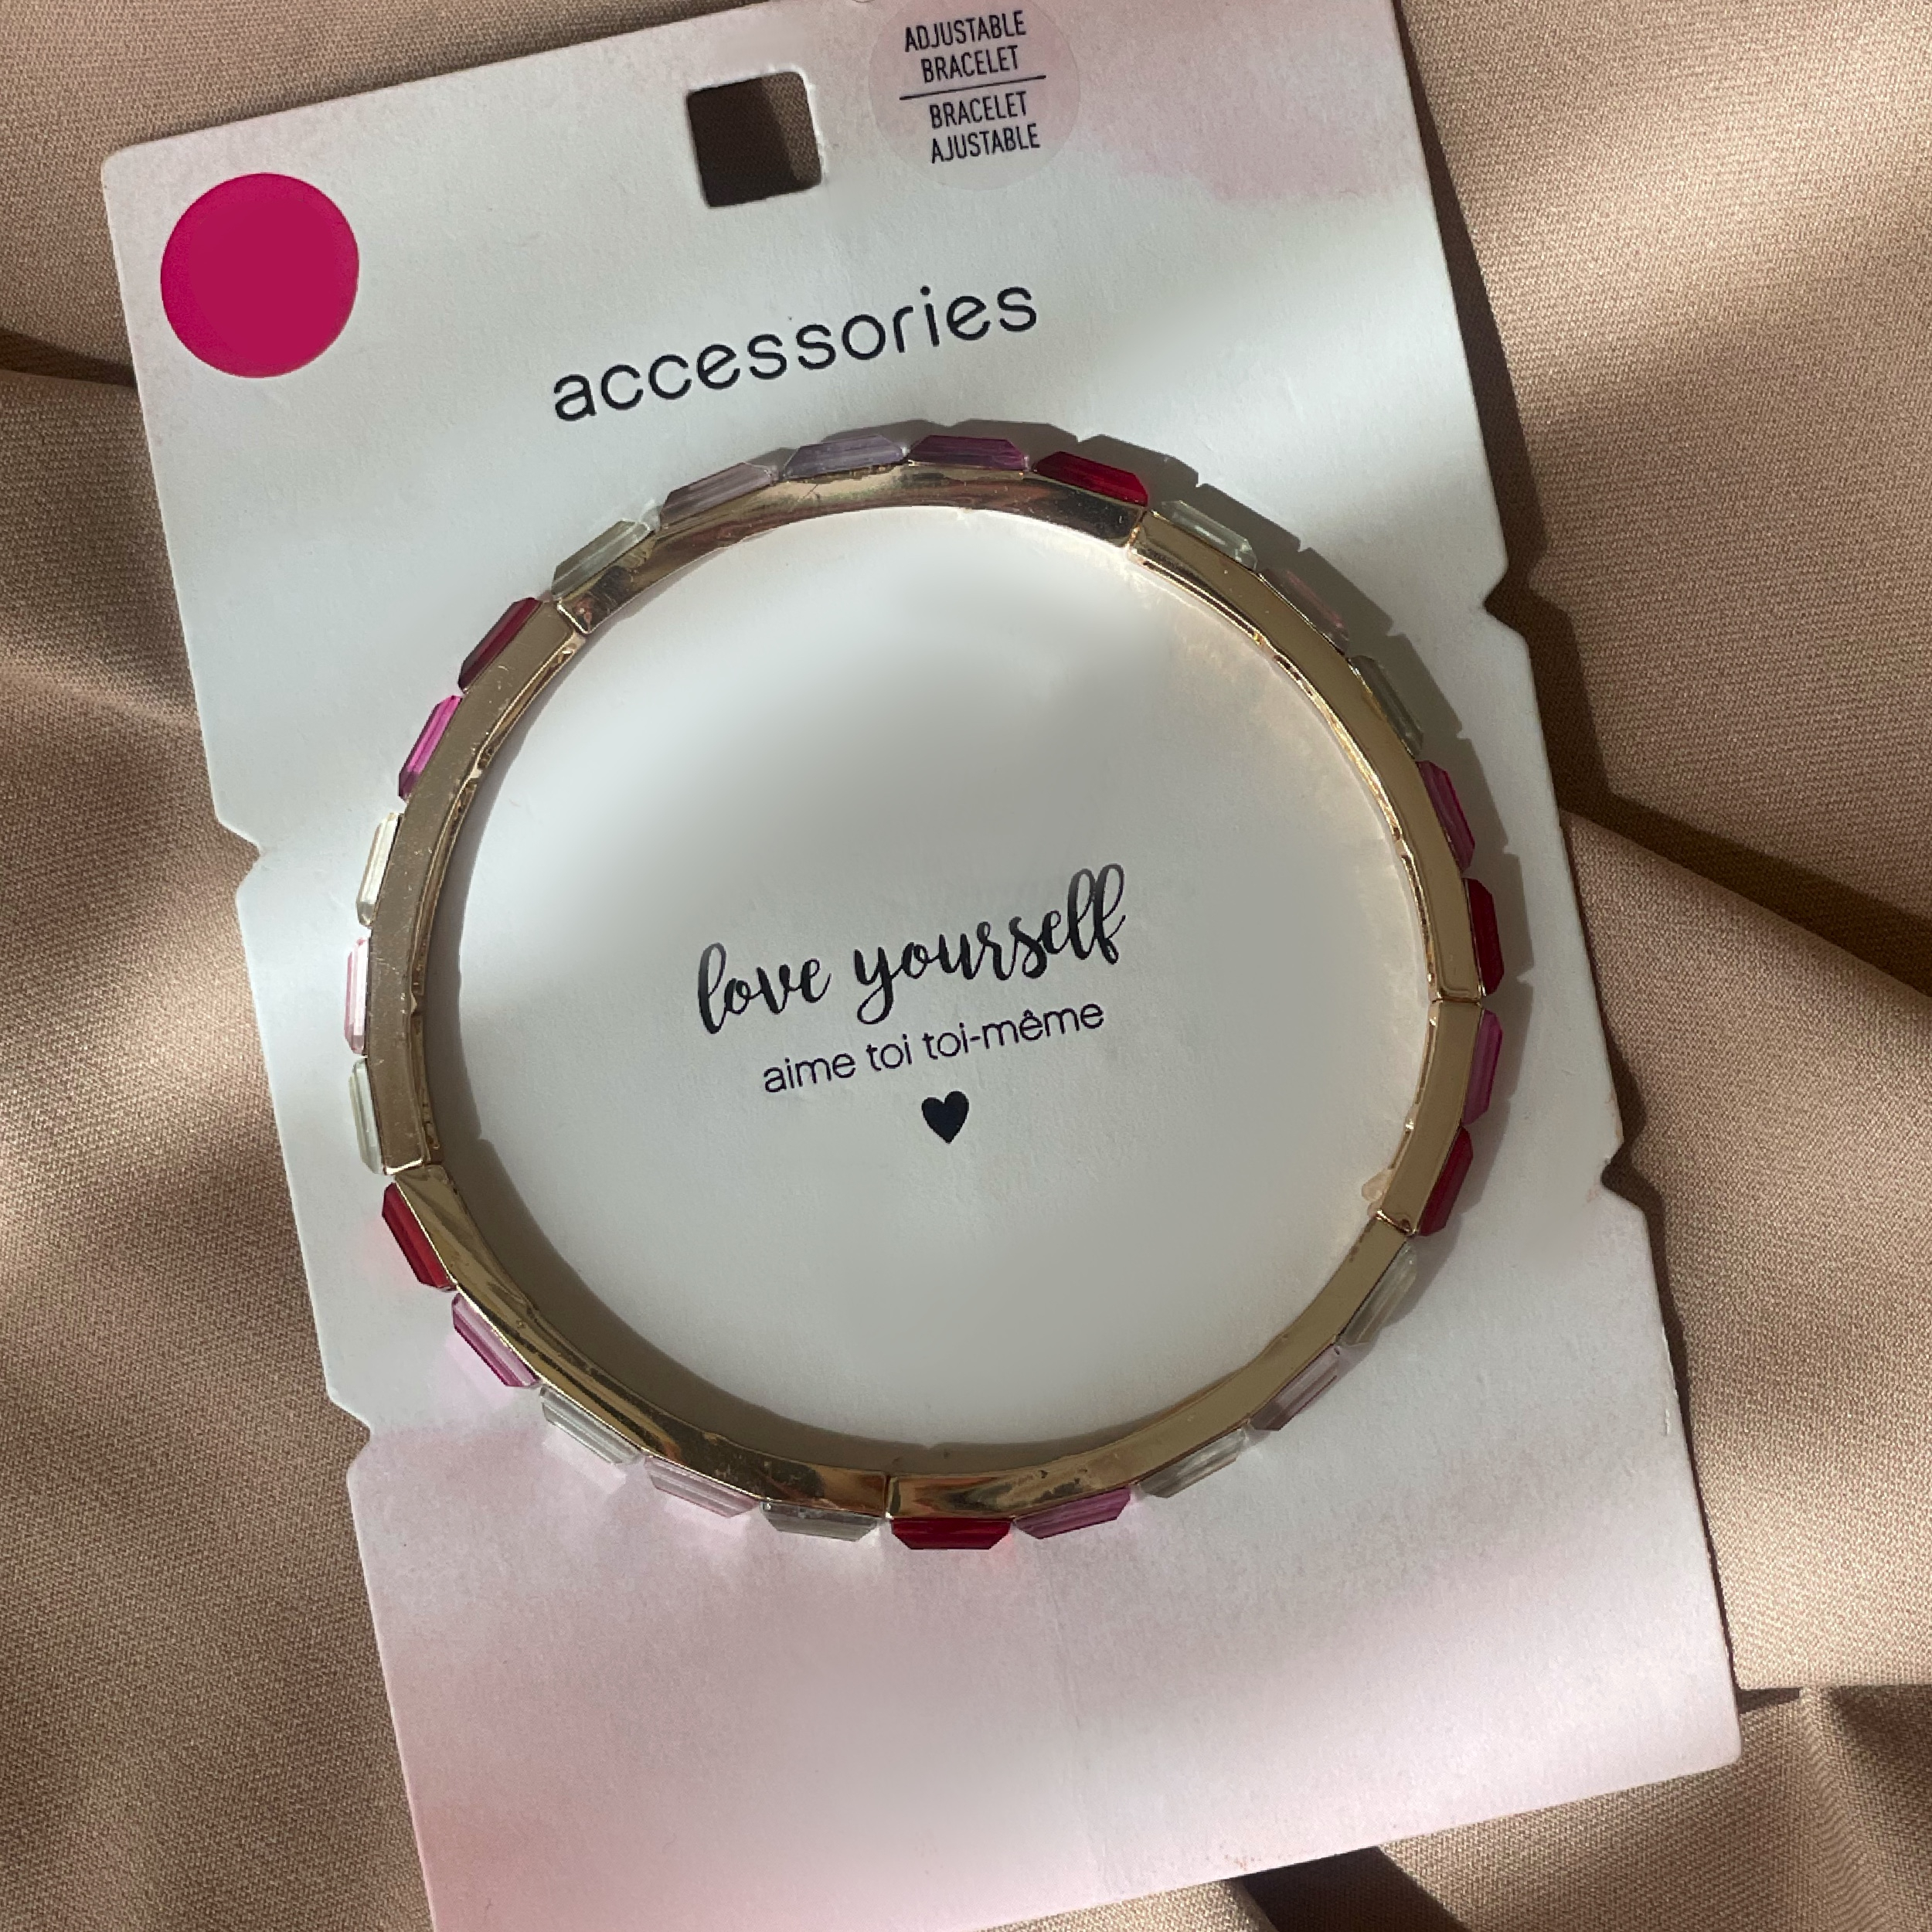 ADJUSTABLE
BRACELET
BRACELET
AJUSTABLE
accessories
love yourself
aime toi toi-même